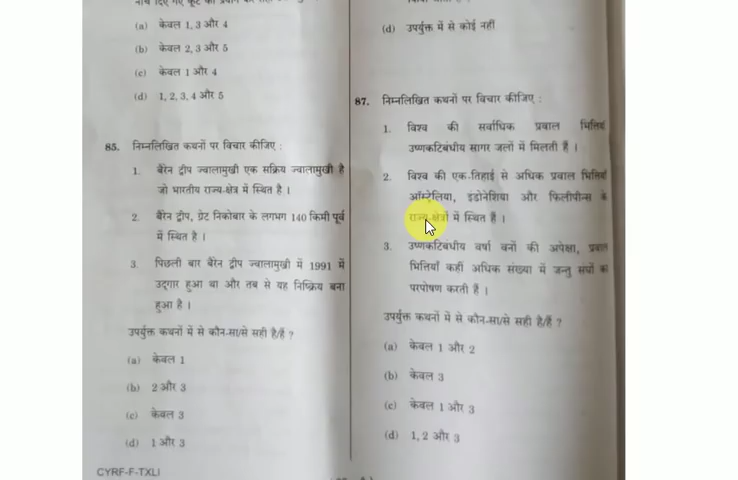 (a) केवल 1, 3 और 4
(b) केवल 2, 3 और 5
(c) केवल 1 और 4
(d) 1, 2, 3, 4 और 5
85. निम्नलिखित कथनों पर विचार कीजिए :
1. बैरेन द्वीप ज्वालामुखी एक सक्रिय ज्वालामुखी है
जो भारतीय राज्य-क्षेत्र में स्थित है ।
2. बैरेन द्वीप, ग्रेट निकोबार के लगभग 140 किमी पूर्व
में स्थित है ।
3. पिछली बार बैरेन द्वीप ज्वालामुखी में 1991 में
उद्गार हुआ था और तब से यह निष्क्रिय बना
हुआ है ।
उपर्युक्त कथनों में से कौन-सा/से सही है/हैं ?
(a) केवल 1
(b) 2 और 3
(c) केवल 3
(d) 1 और 3
CYRF-F-TXLI
(d) उपर्युक्त में से कोई नहीं
87. निम्नलिखित कथनों पर विचार कीजिए :
1. विश्व की सर्वाधिक प्रवाल भित्तियाँ
उष्णकटिबंधीय सागर जलों में मिलती हैं ।
2. विश्व की एक-तिहाई से अधिक प्रवाल भित्तियाँ
ऑस्ट्रेलिया, इंडोनेशिया और फिलीपीन्स के
राज्य-क्षेत्रों में स्थित हैं ।
3. उष्णकटिबंधीय वर्षा वनों की अपेक्षा, प्रवाल
भित्तियाँ कहीं अधिक संख्या में जन्तु संघों का
परपोषण करती हैं ।
उपर्युक्त कथनों में से कौन-सा/से सही है/हैं ?
(a) केवल 1 और 2
(b) केवल 3
(c) केवल 1 और 3
(d) 1, 2 और 3